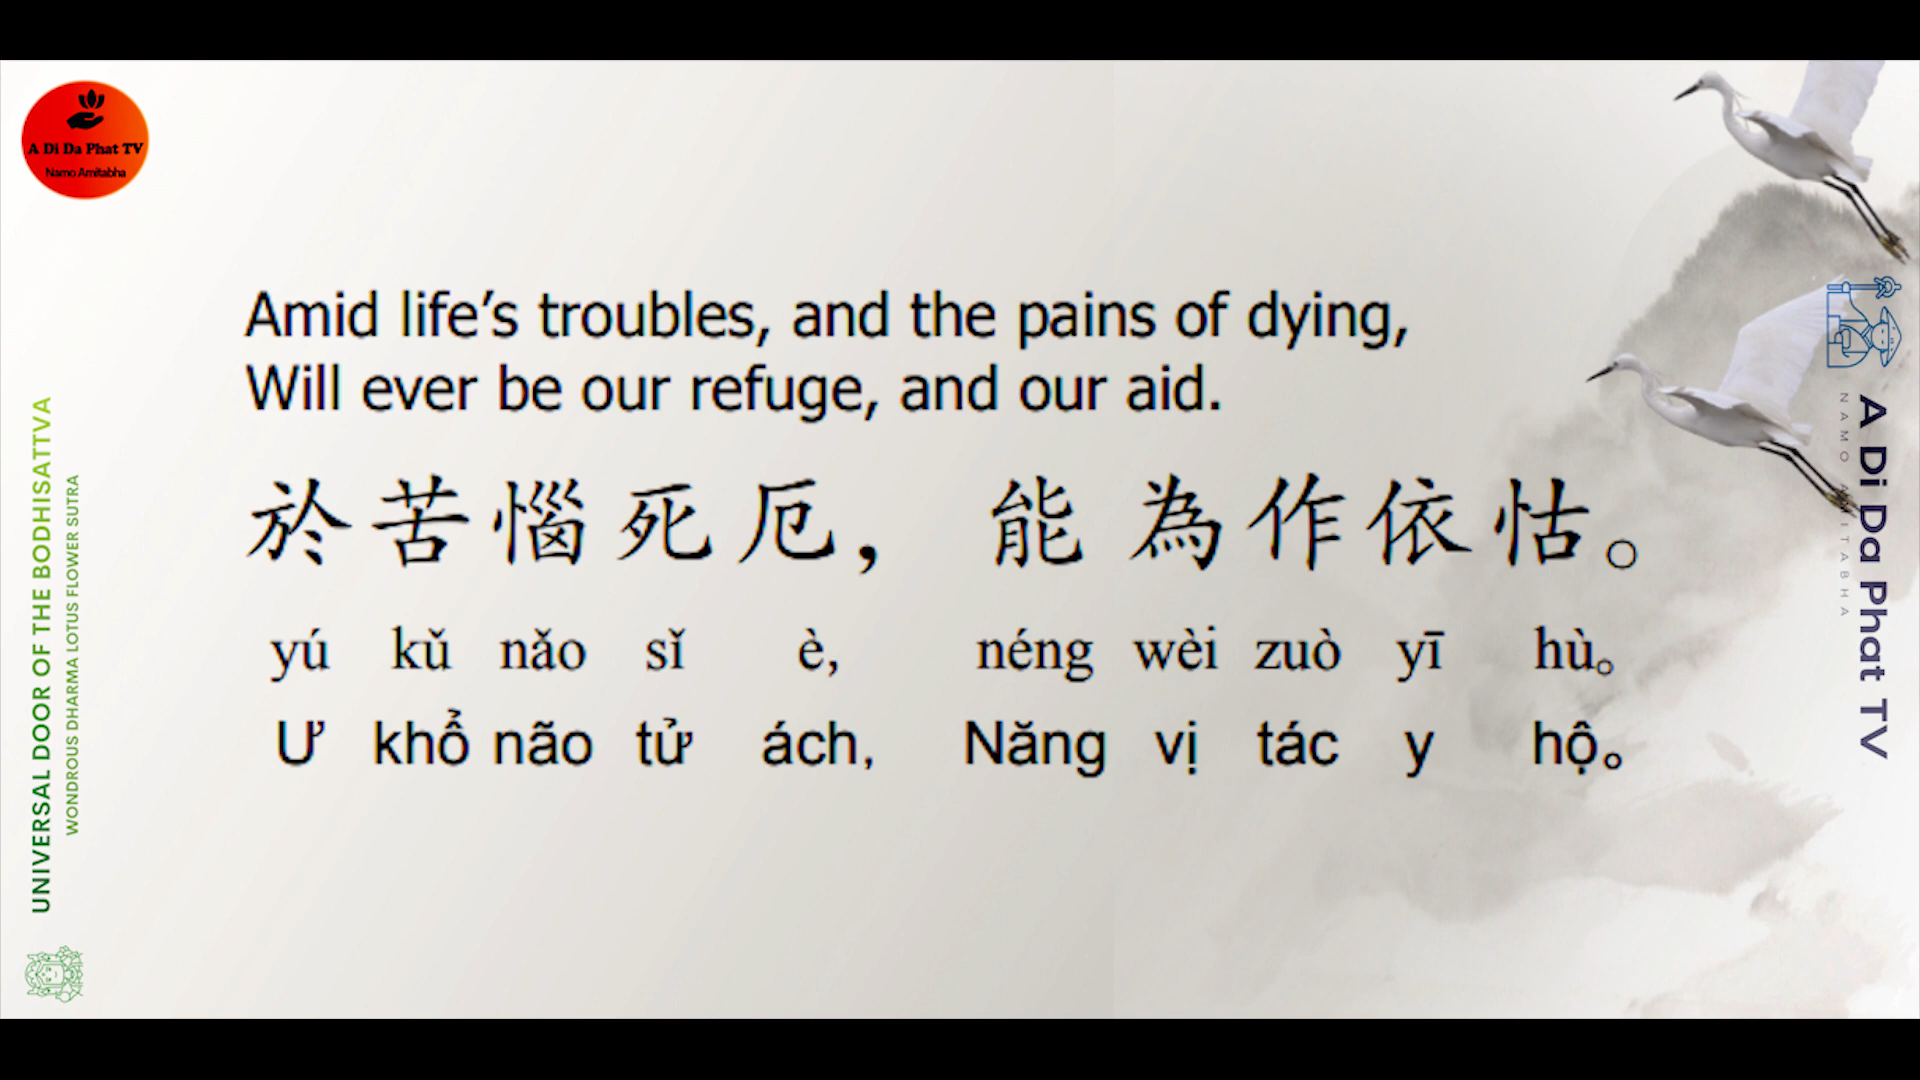 A Di Da Phat TV
Namo Amitabha
Amid life’s troubles, and the pains of dying,
Will ever be our refuge, and our aid.
於苦惱死厄， 能為作依怙。
yú kǔ nǎo sǐ è, néng wèi zuò yī hù。
Ư khổ não tử ách, Năng vị tác y hộ。
UNIVERSAL DOOR OF THE BODHISATTVA
WONDROUS DHARMA LOTUS FLOWER SUTRA
A Di Da Phat TV
NAMO AMITABHA